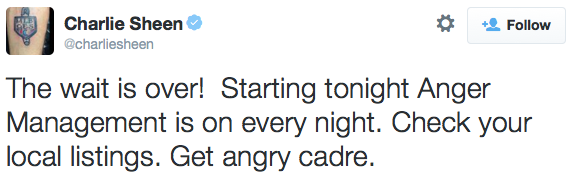 Charlie Sheen
@charliesheen
Follow
The wait is over!  Starting tonight Anger
Management is on every night. Check your
local listings. Get angry cadre.